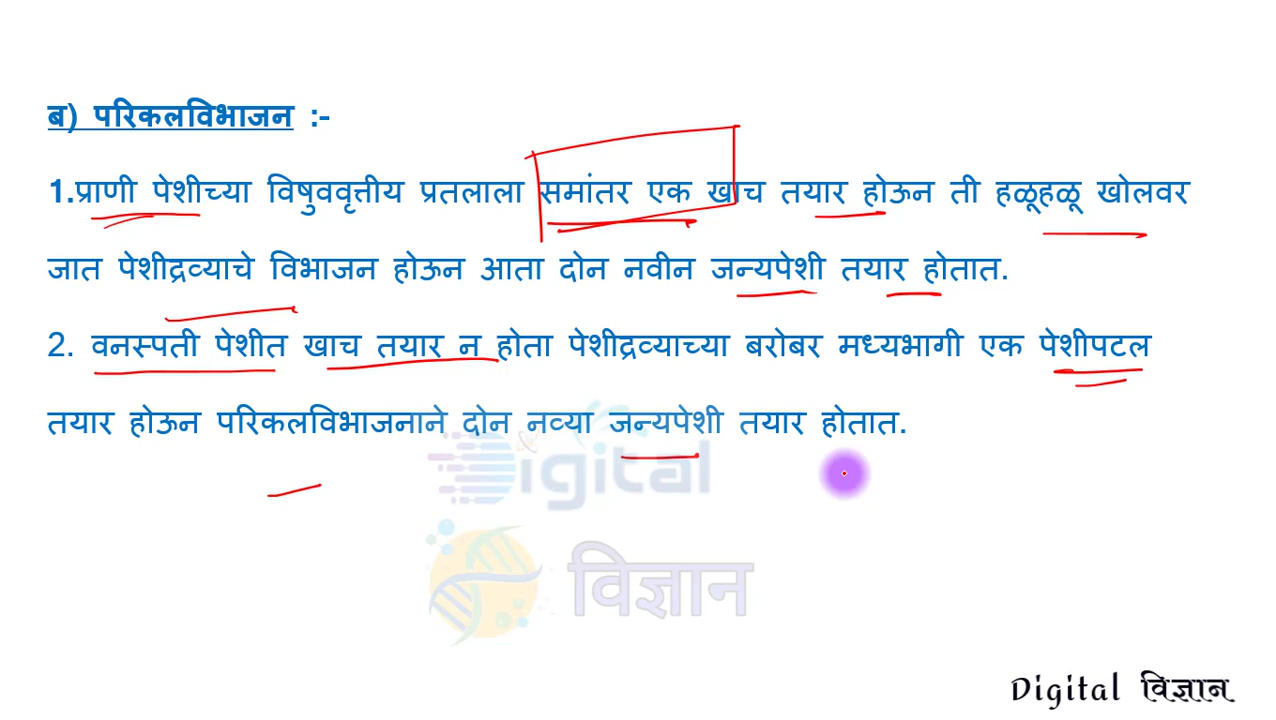 ब) परिकलविभाजन :-
1.प्राणी पेशीच्या विषुववृत्तीय प्रतलाला समांतर एक खाच तयार होऊन ती हळूहळू खोलवर
जात पेशीद्रव्याचे विभाजन होऊन आता दोन नवीन जन्यपेशी तयार होतात.
2. वनस्पती पेशीत खाच तयार न होता पेशीद्रव्याच्या बरोबर मध्यभागी एक पेशीपटल
तयार होऊन परिकलविभाजनाने दोन नव्या जन्यपेशी तयार होतात.
Digital
विज्ञान
Digital विज्ञान